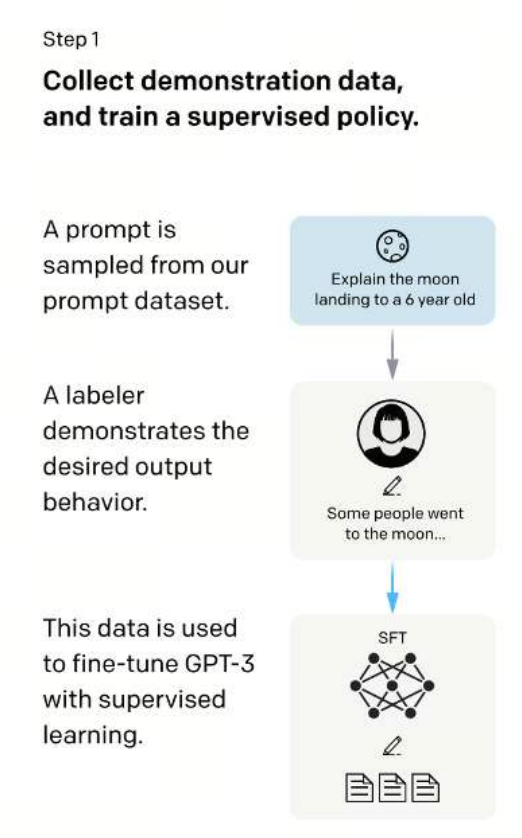 Step 1
Collect demonstration data,
and train a supervised policy.
A prompt is
sampled from our
prompt dataset.
Explain the moon
landing to a 6 year old
A labeler
demonstrates the
desired output
behavior.
Some people went
to the moon...
This data is used
to fine-tune GPT-3
with supervised
learning.
SFT